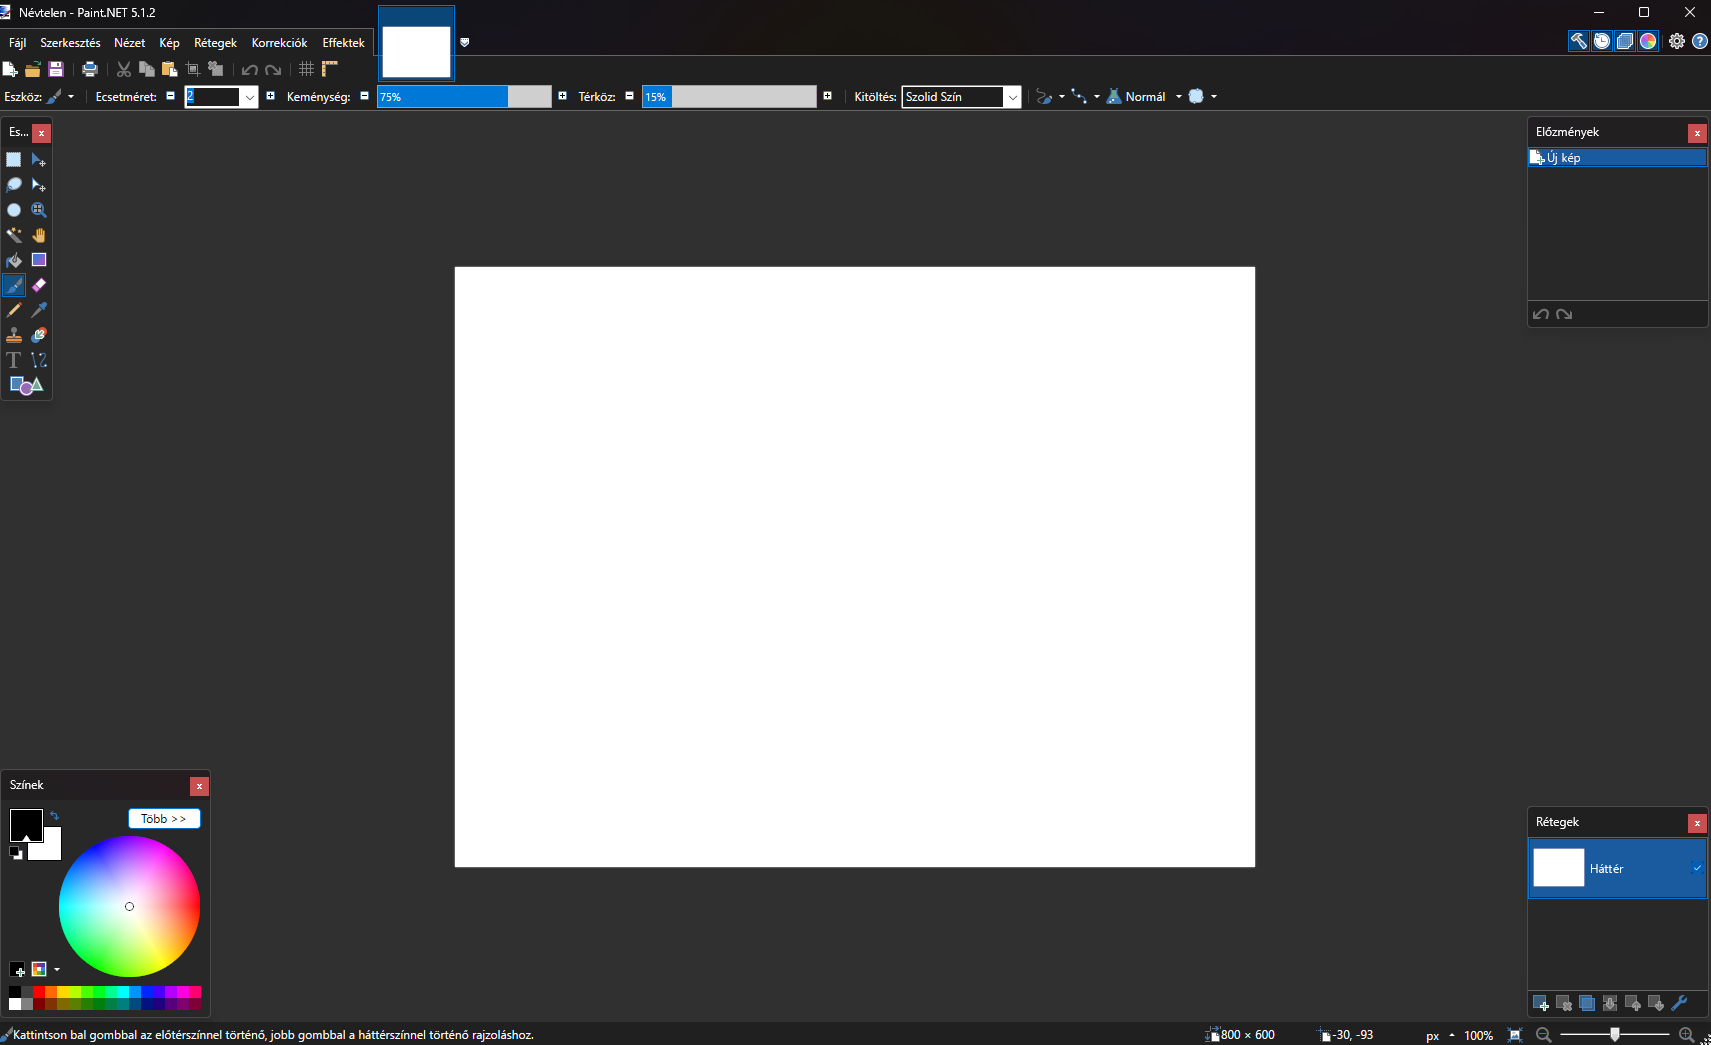 Névtelen - Paint.NET 5.1.2
Fájl Szerkesztés Nézet Kép Rétegek Korrekciók Effektek
Eszköz: Ecsetméret: 2 Keménység: 75% Térköz: 15% Kitöltés: Szolid Szín Normál
Es...
Előzmények
Új kép
Színek
Több >>
Rétegek
Háttér
Kattintson bal gombbal az előtérszínnel történő, jobb gombbal a háttérszínnel történő rajzoláshoz.
800 × 600 -30, -93 px 100%